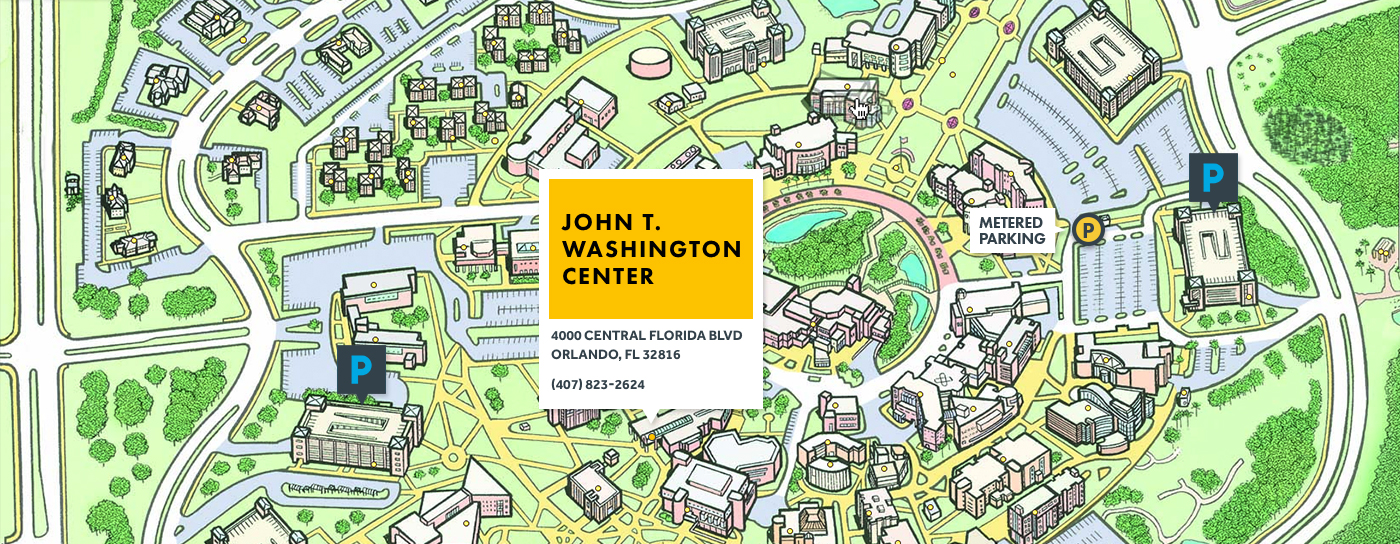 P
METERED
PARKING
P
JOHN T.
WASHINGTON
CENTER
4000 CENTRAL FLORIDA BLVD
ORLANDO, FL 32816
(407) 823-2624
P